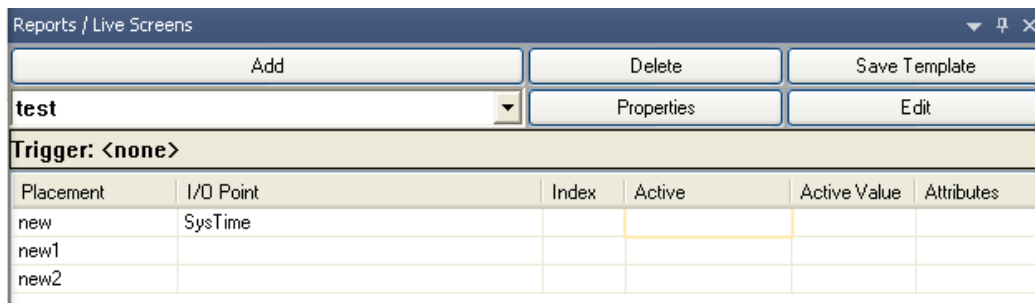 Reports / Live Screens
Add Delete Save Template
test Properties Edit
Trigger: <none>
Placement I/O Point Index Active Active Value Attributes
new SysTime
new1
new2